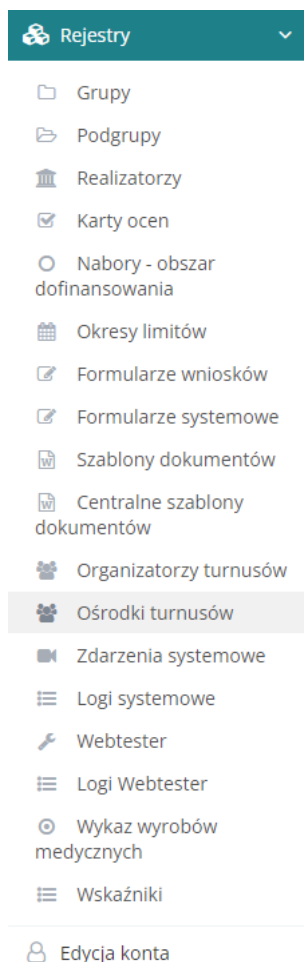 Rejestry
Grupy
Podgrupy
Realizatorzy
Karty ocen
Nabory - obszar
dofinansowania
Okresy limitów
Formularze wniosków
Formularze systemowe
Szablony dokumentów
Centralne szablony
dokumentów
Organizatorzy turnusów
Ośrodki turnusów
Zdarzenia systemowe
Logi systemowe
Webtester
Logi Webtester
Wykaz wyrobów
medycznych
Wskaźniki
Edycja konta